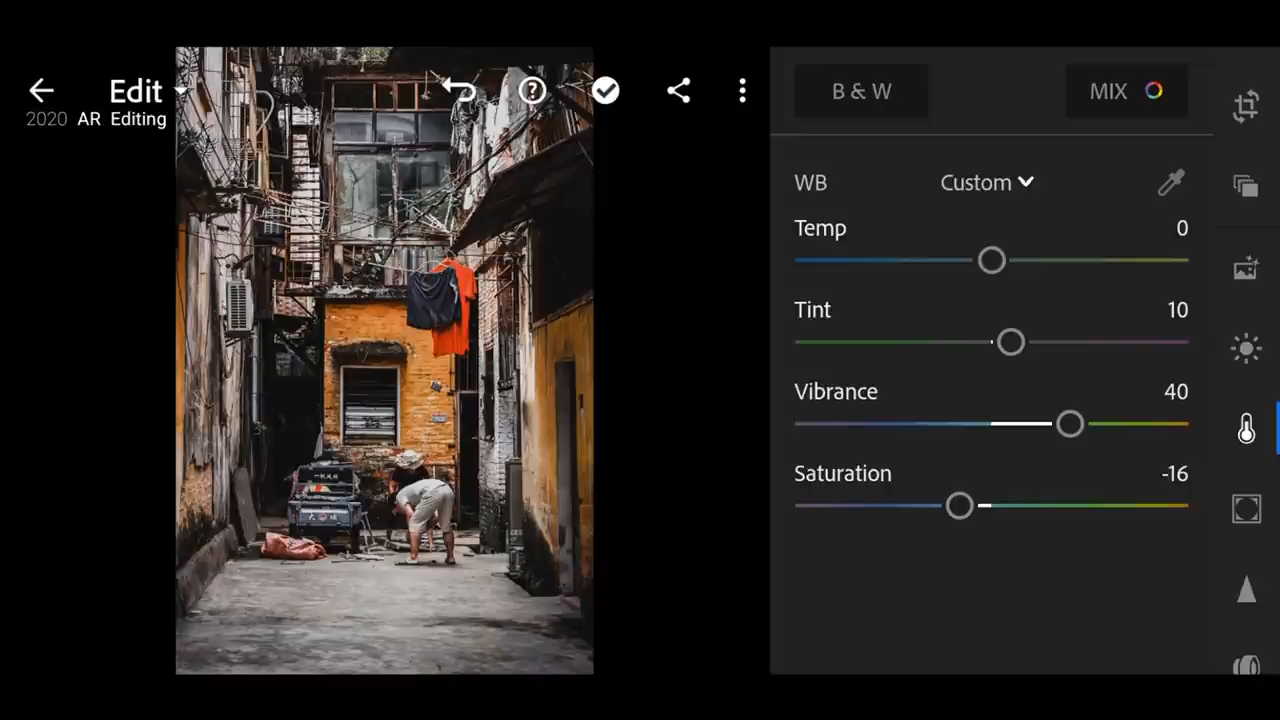 Edit
2020 AR Editing
B & W
MIX
WB
Custom
Temp
0
Tint
10
Vibrance
40
Saturation
-16